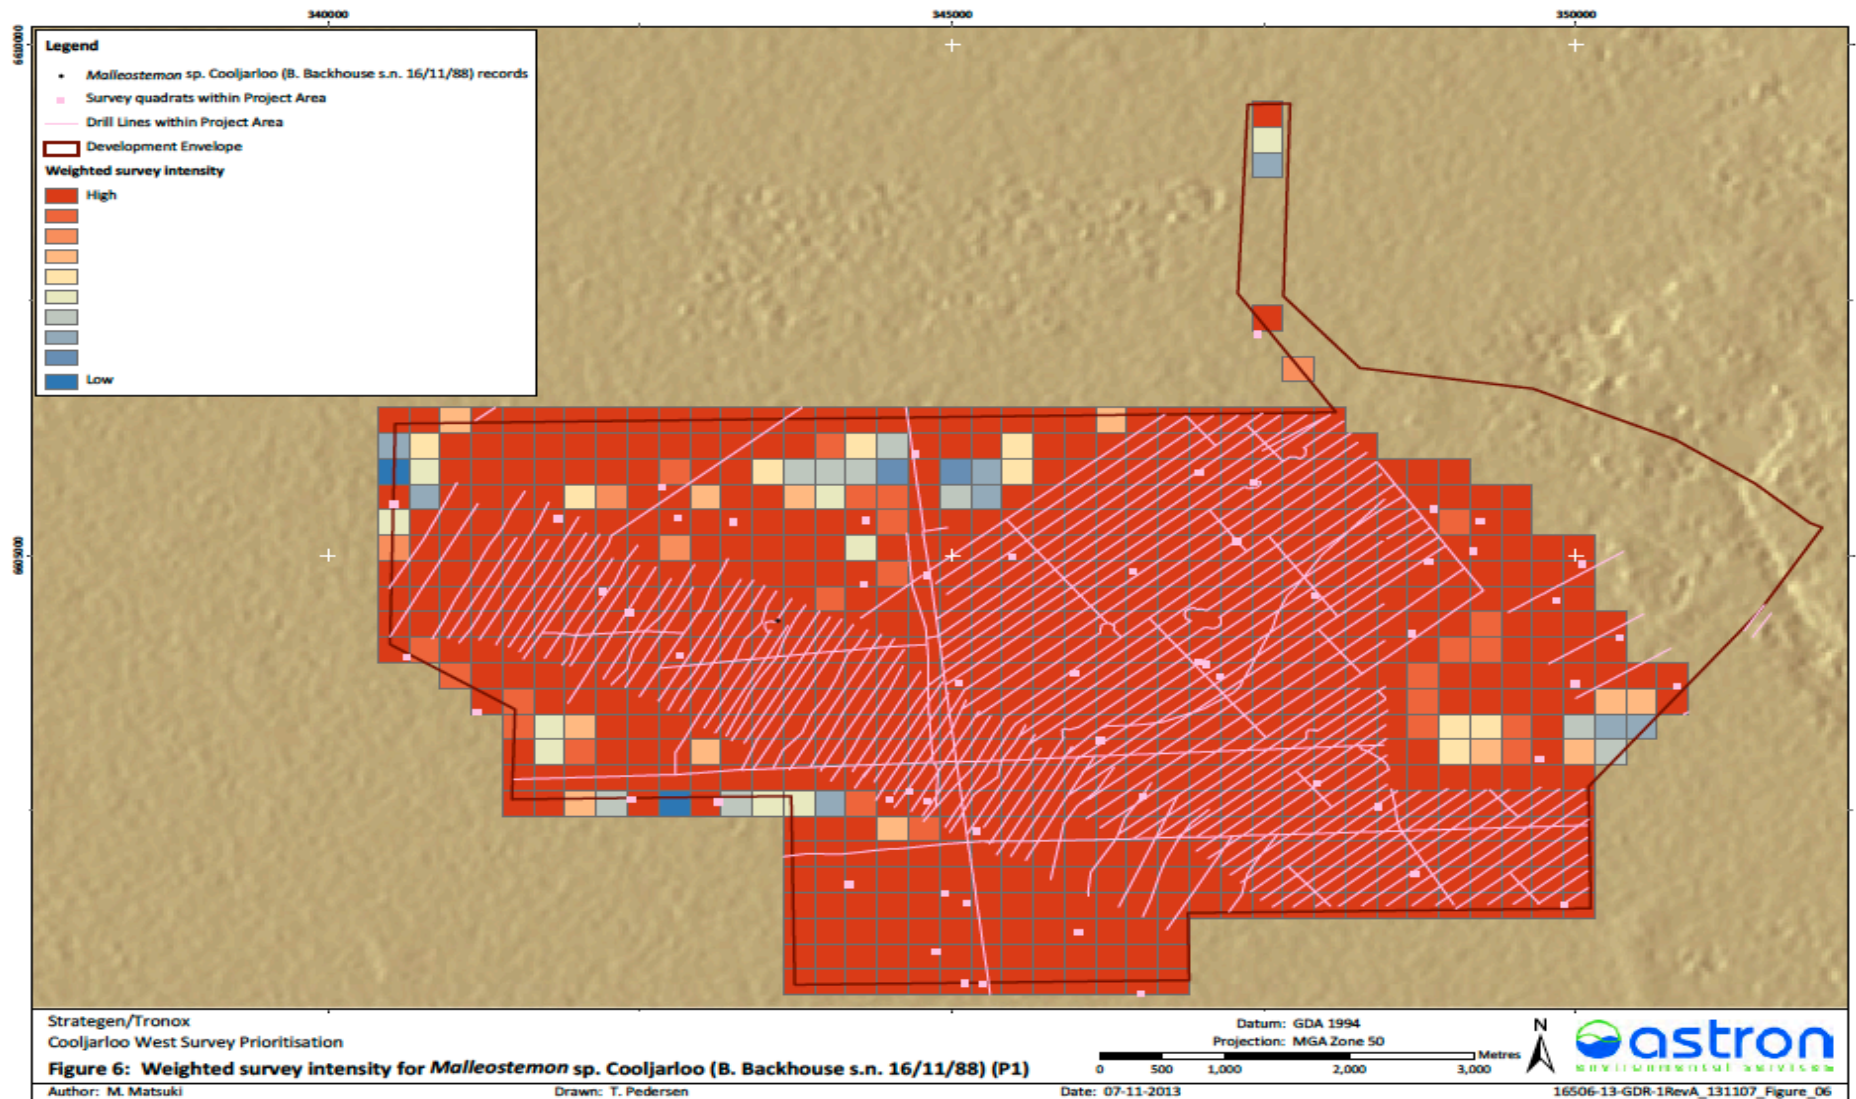 340000 345000 350000
6610000
Legend
Malleostemon sp. Cooljarloo (B. Backhouse s.n. 16/11/88) records
Survey quadrats within Project Area
Drill Lines within Project Area
Development Envelope
Weighted survey intensity
High
Low
6605000
Strategen/Tronox
Cooljarloo West Survey Prioritisation
Figure 6: Weighted survey intensity for Malleostemon sp. Cooljarloo (B. Backhouse s.n. 16/11/88) (P1)
Author: M. Matsuki Drawn: T. Pedersen Date: 07-11-2013 16506-13-GDR-1RevA_131107_Figure_06
Datum: GDA 1994
Projection: MGA Zone 50
Metres
0 500 1,000 2,000 3,000
N
astron
environmental services